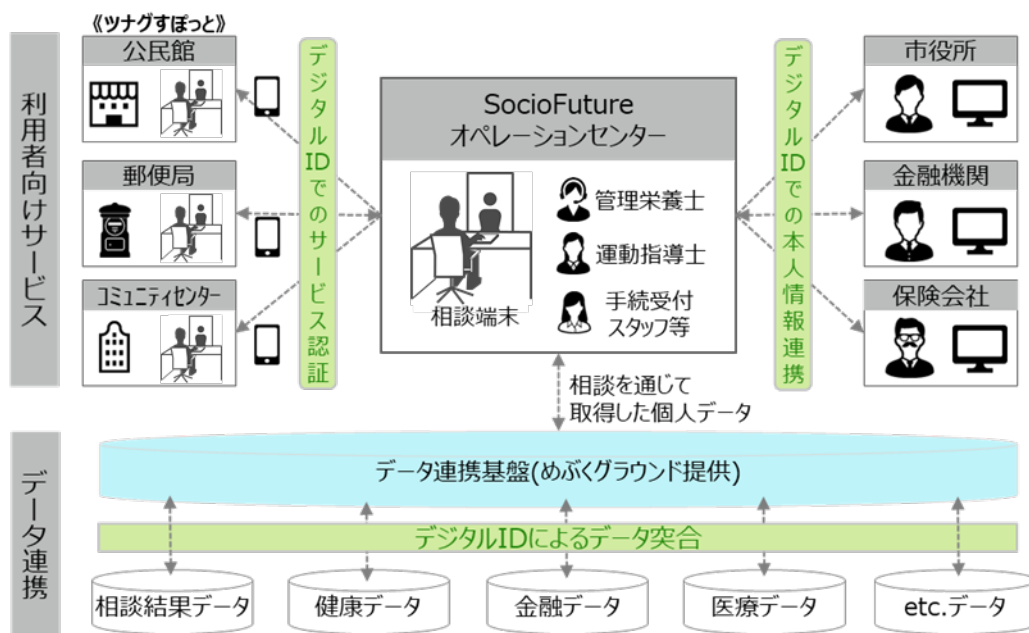 《ツナグすぽっと》
利用者向けサービス
公民館
郵便局
コミュニティセンター
デジタルIDでのサービス認証
SocioFuture
オペレーションセンター
相談端末
管理栄養士
運動指導士
手続受付
スタッフ等
デジタルIDでの本人情報連携
市役所
金融機関
保険会社
相談を通じて
取得した個人データ
データ連携
データ連携基盤(めぶくグラウンド提供)
デジタルIDによるデータ突合
相談結果データ
健康データ
金融データ
医療データ
etc.データ